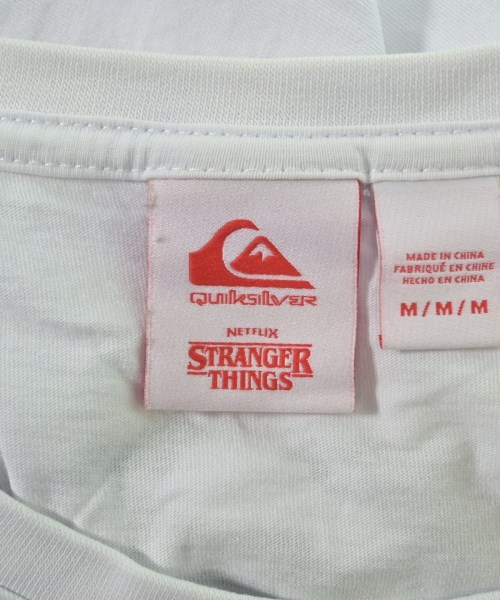 QUIKSILVER
NETFLIX
STRANGER
THINGS
MADE IN CHINA
FABRIQUÉ EN CHINE
HECHO EN CHINA
M/M/M